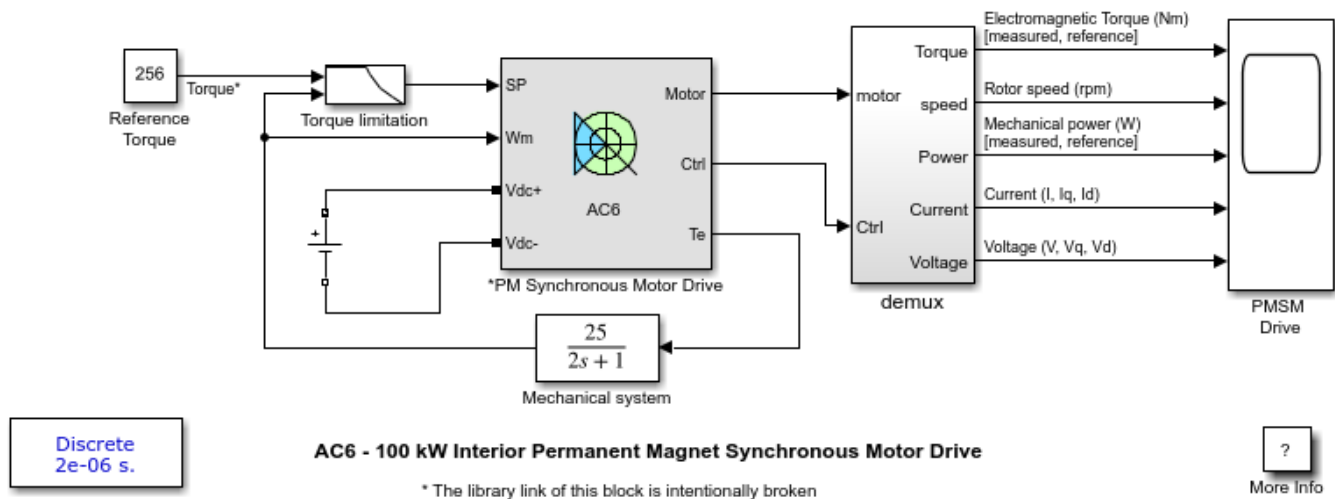 Electromagnetic Torque (Nm)
[measured, reference]
256
Torque*
Reference
Torque
Torque limitation
SP
Wm
Vdc+
Vdc-
Motor
Ctrl
Te
AC6
*PM Synchronous Motor Drive
+
motor
Ctrl
Torque
speed
Power
Current
Voltage
demux
Rotor speed (rpm)
Mechanical power (W)
[measured, reference]
Current (I, Iq, Id)
Voltage (V, Vq, Vd)
PMSM
Drive
25
2s + 1
Mechanical system
Discrete
2e-06 s.
AC6 - 100 kW Interior Permanent Magnet Synchronous Motor Drive
* The library link of this block is intentionally broken
?
More Info